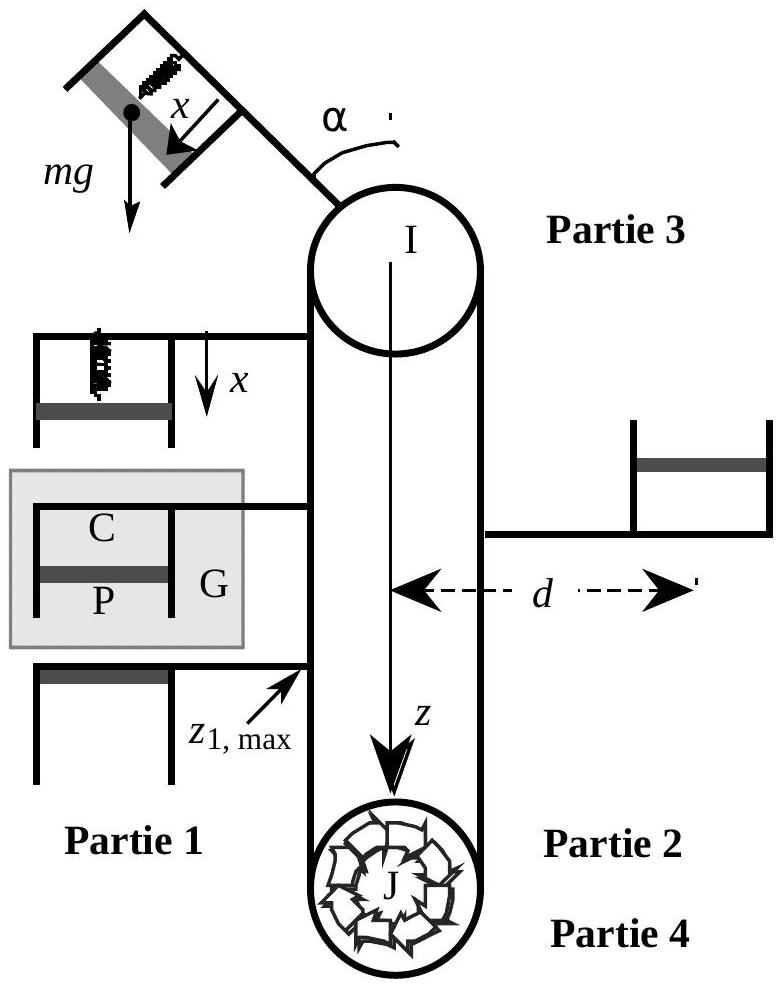 α
x
mg
I
Partie 3
x
C
G
P
d
z
z1, max
Partie 1
Partie 2
J
Partie 4